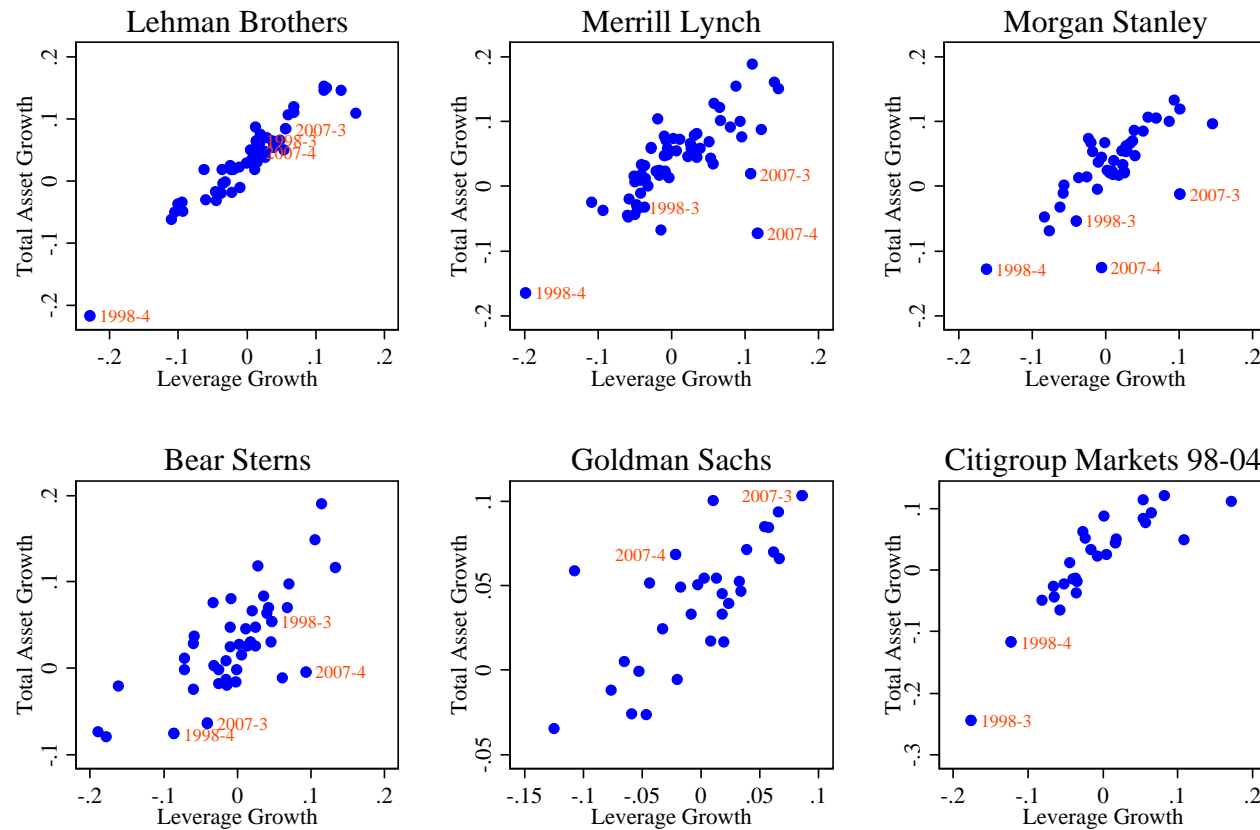 Lehman Brothers
Total Asset Growth
.2
.1
0
-.1
-.2
2007-3
1998-3
2007-4
1998-4
-.2 -.1 0 .1 .2
Leverage Growth
Merrill Lynch
Total Asset Growth
.2
.1
0
-.1
-.2
2007-3
1998-3
2007-4
1998-4
-.2 -.1 0 .1 .2
Leverage Growth
Morgan Stanley
Total Asset Growth
.2
.1
0
-.1
-.2
2007-3
1998-3
1998-4
2007-4
-.2 -.1 0 .1 .2
Leverage Growth
Bear Sterns
Total Asset Growth
.2
.1
0
-.1
1998-3
2007-4
2007-3
1998-4
-.2 -.1 0 .1 .2
Leverage Growth
Goldman Sachs
Total Asset Growth
.1
.05
0
-.05
2007-3
2007-4
-.15 -.1 -.05 0 .05 .1
Leverage Growth
Citigroup Markets 98-04
Total Asset Growth
.1
0
-.1
-.2
-.3
1998-4
1998-3
-.2 -.1 0 .1 .2
Leverage Growth